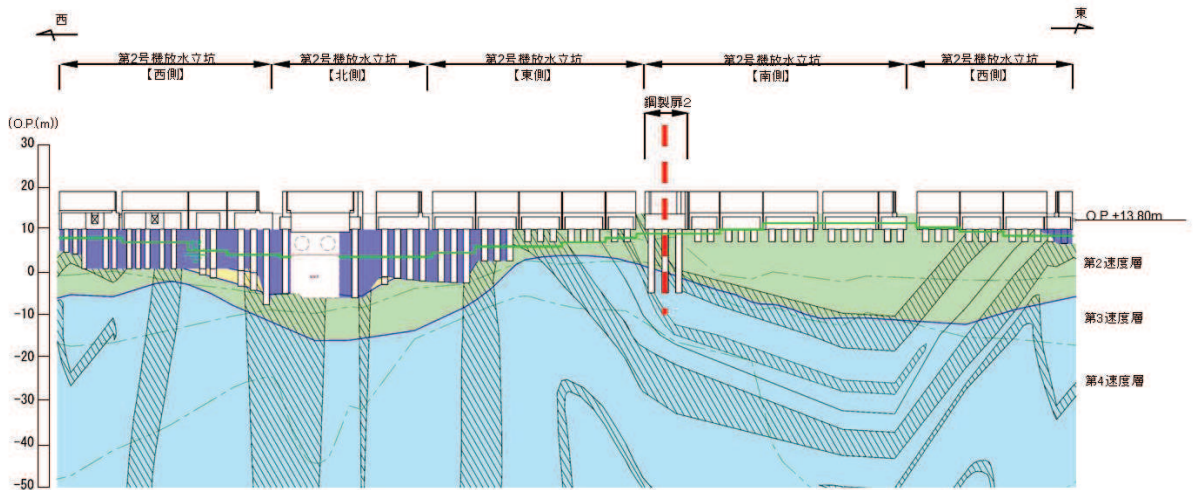 西
東
第2号機放水立坑
【西側】
第2号機放水立坑
【北側】
第2号機放水立坑
【東側】
第2号機放水立坑
【南側】
第2号機放水立坑
【西側】
鋼製扉2
(O.P.(m))
30
20
10
0
-10
-20
-30
-40
-50
O.P.+13.80m
第2速度層
第3速度層
第4速度層